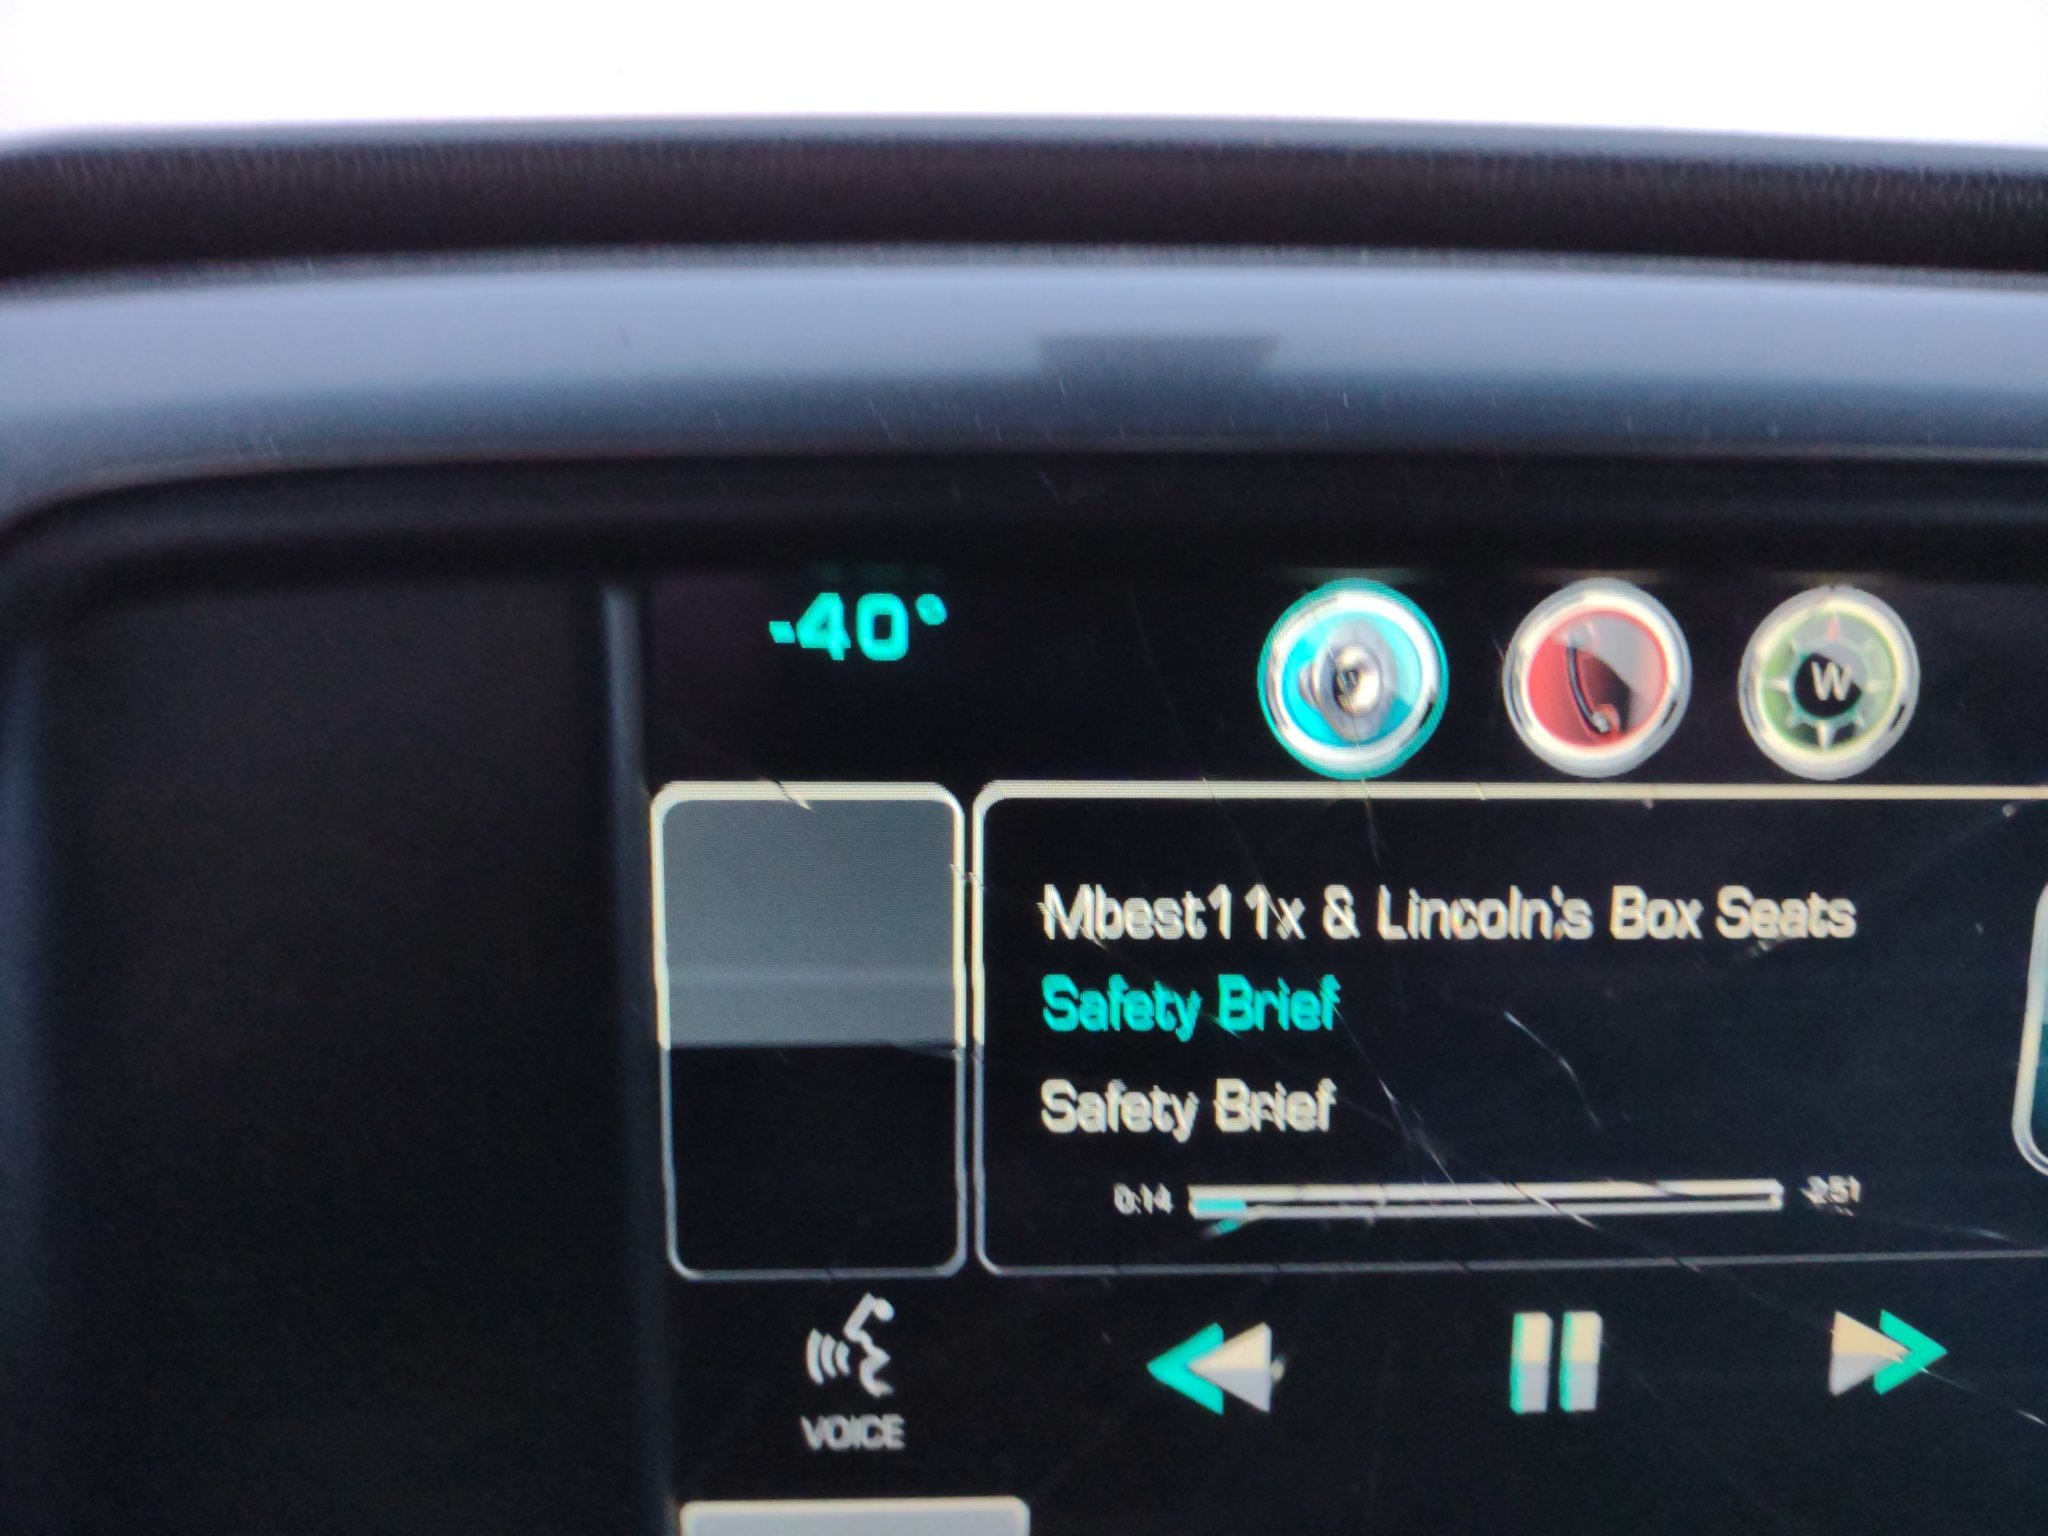 -40°
W
Mbest11x & Lincoln's Box Seats
Safety Brief
Safety Brief
0:14
VOICE